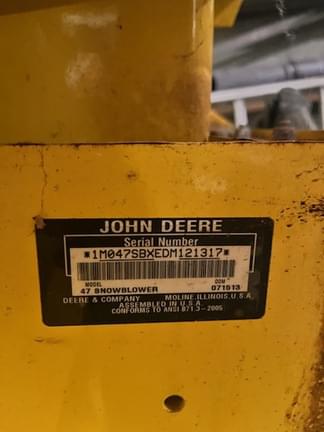 JOHN DEERE
Serial Number
*1M047SBXEDM121317*
MODEL DOM
47 SNOWBLOWER 071513
DEERE & COMPANY MOLINE, ILLINOIS, U.S.A.
ASSEMBLED IN U.S.A.
CONFORMS TO ANSI B71.3-2005